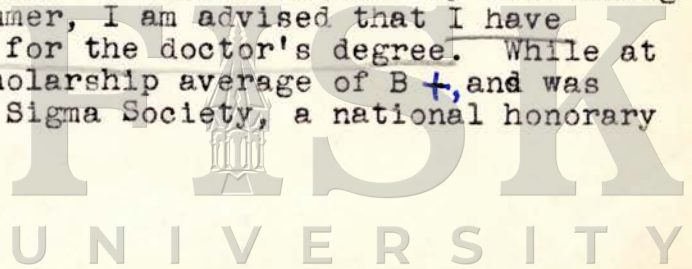 mer, I am advised that I have
for the doctor's degree. While at
holarship average of B +, and was
Sigma Society, a national honorary
FISK
UNIVERSITY